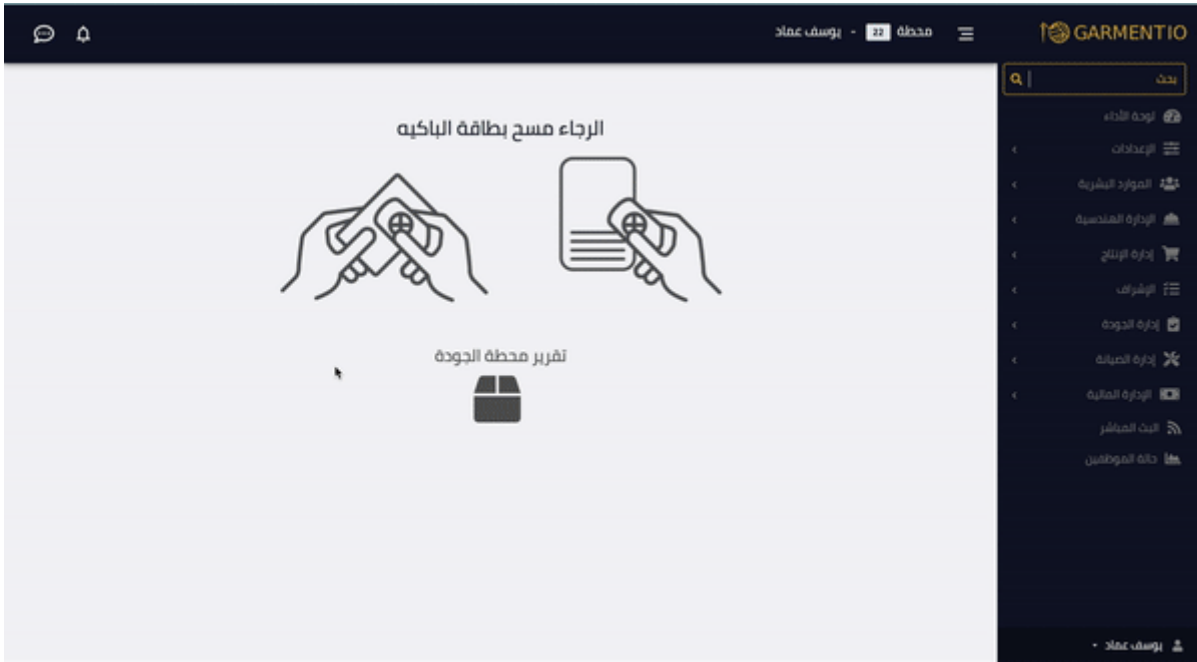 GARMENTIO
محطة 22 - يوسف عماد
بحث
لوحة الأداء
الإعدادات
الموارد البشرية
الإدارة الهندسية
إدارة الإنتاج
الإشراف
إدارة الجودة
إدارة الصيانة
الإدارة المالية
البث المباشر
حالة الموظفين
يوسف عماد
الرجاء مسح بطاقة الباكيه
تقرير محطة الجودة